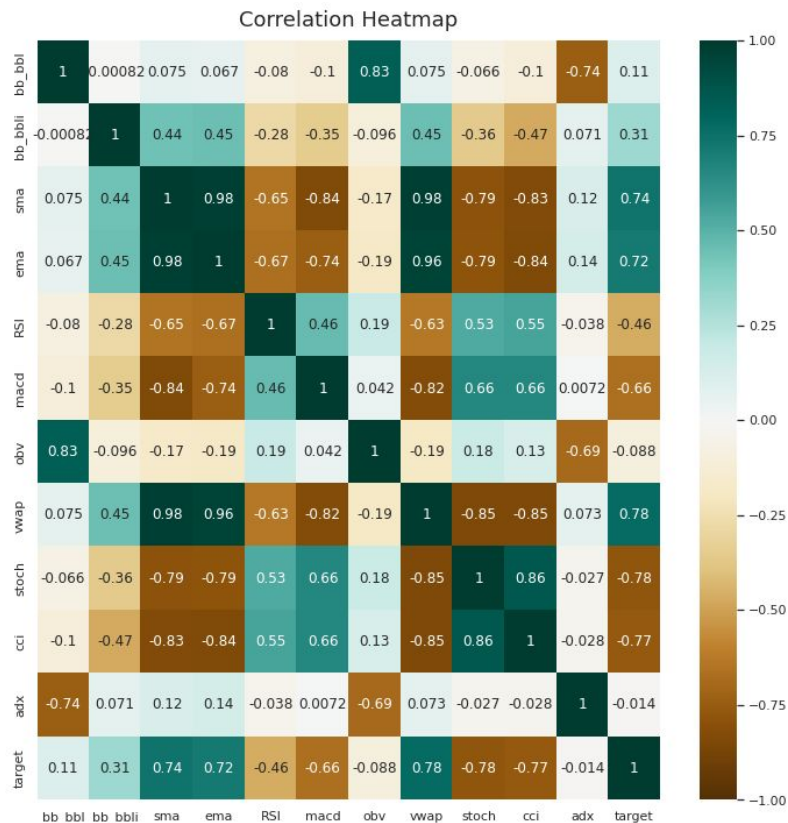 Correlation Heatmap
bb_bbl 1 -0.00082 0.075 0.067 -0.08 -0.1 0.83 0.075 -0.066 -0.1 -0.74 0.11
bb_bbli -0.00082 1 0.44 0.45 -0.28 -0.35 -0.096 0.45 -0.36 -0.47 0.071 0.31
sma 0.075 0.44 1 0.98 -0.65 -0.84 -0.17 0.98 -0.79 -0.83 0.12 0.74
ema 0.067 0.45 0.98 1 -0.67 -0.74 -0.19 0.96 -0.79 -0.84 0.14 0.72
RSI -0.08 -0.28 -0.65 -0.67 1 0.46 0.19 -0.63 0.53 0.55 -0.038 -0.46
macd -0.1 -0.35 -0.84 -0.74 0.46 1 0.042 -0.82 0.66 0.66 0.0072 -0.66
obv 0.83 -0.096 -0.17 -0.19 0.19 0.042 1 -0.19 0.18 0.13 -0.69 -0.088
vwap 0.075 0.45 0.98 0.96 -0.63 -0.82 -0.19 1 -0.85 -0.85 0.073 0.78
stoch -0.066 -0.36 -0.79 -0.79 0.53 0.66 0.18 -0.85 1 0.86 -0.027 -0.78
cci -0.1 -0.47 -0.83 -0.84 0.55 0.66 0.13 -0.85 0.86 1 -0.028 -0.77
adx -0.74 0.071 0.12 0.14 -0.038 0.0072 -0.69 0.073 -0.027 -0.028 1 -0.014
target 0.11 0.31 0.74 0.72 -0.46 -0.66 -0.088 0.78 -0.78 -0.77 -0.014 1
bb_bbl bb_bbli sma ema RSI macd obv vwap stoch cci adx target
1.00
0.75
0.50
0.25
0.00
−0.25
−0.50
−0.75
−1.00